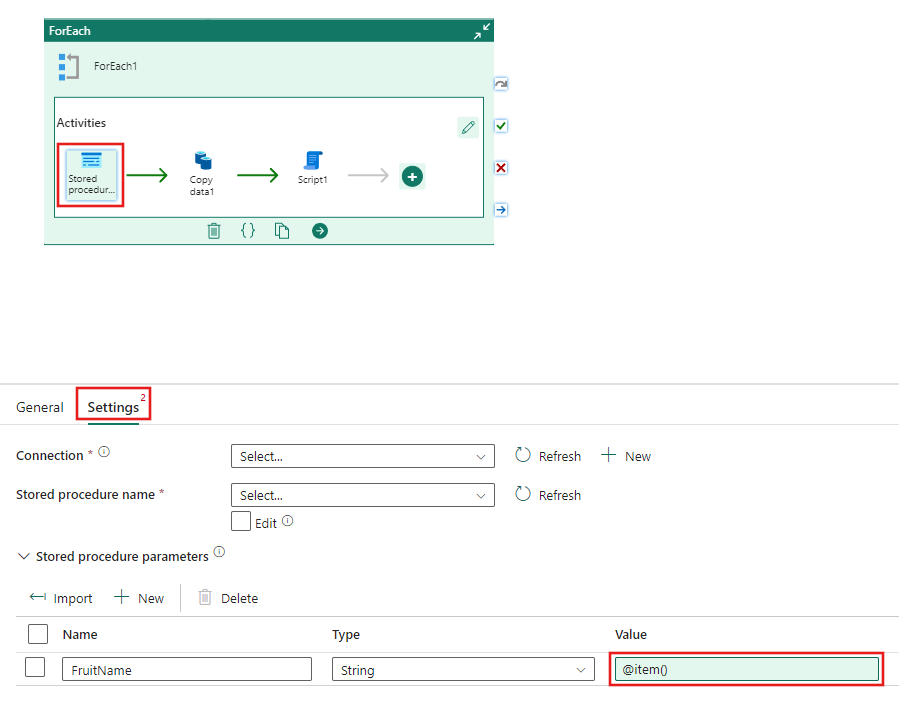 ForEach
ForEach1
Activities
Stored
procedur...
Copy
data1
Script1
General
Settings 2
Connection *
Select...
Refresh
New
Stored procedure name *
Select...
Refresh
Edit
Stored procedure parameters
Import
New
Delete
Name
Type
Value
FruitName
String
@item()